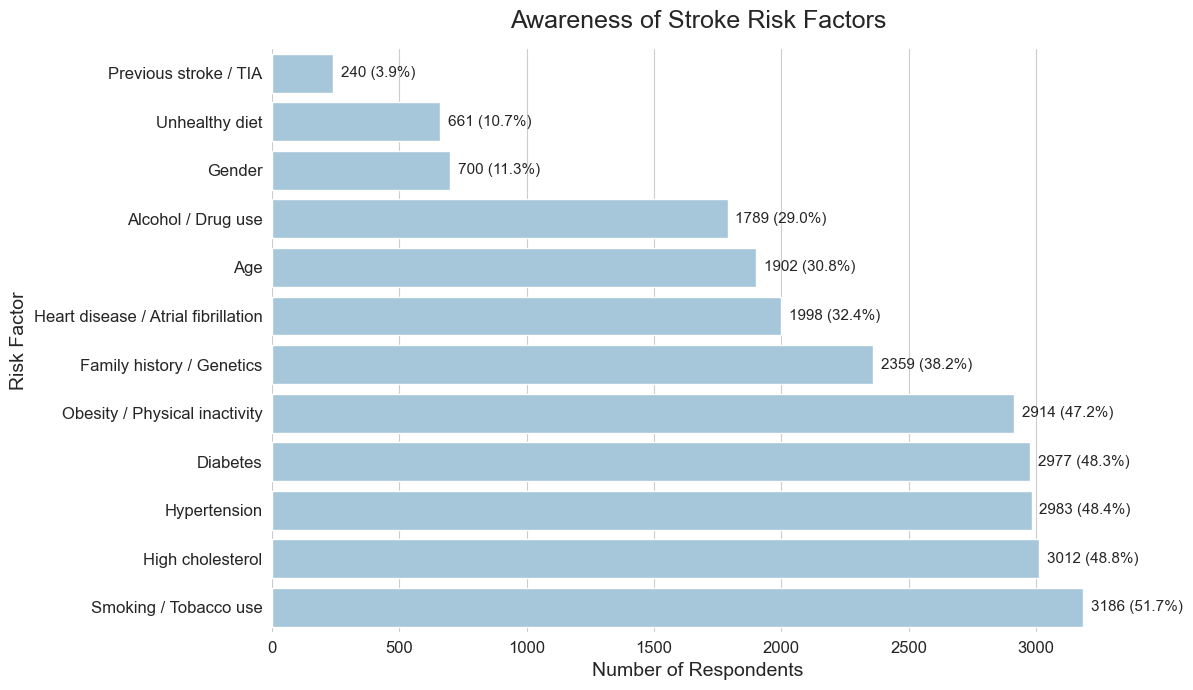 Awareness of Stroke Risk Factors
Risk Factor
Previous stroke / TIA 240 (3.9%)
Unhealthy diet 661 (10.7%)
Gender 700 (11.3%)
Alcohol / Drug use 1789 (29.0%)
Age 1902 (30.8%)
Heart disease / Atrial fibrillation 1998 (32.4%)
Family history / Genetics 2359 (38.2%)
Obesity / Physical inactivity 2914 (47.2%)
Diabetes 2977 (48.3%)
Hypertension 2983 (48.4%)
High cholesterol 3012 (48.8%)
Smoking / Tobacco use 3186 (51.7%)
0 500 1000 1500 2000 2500 3000
Number of Respondents